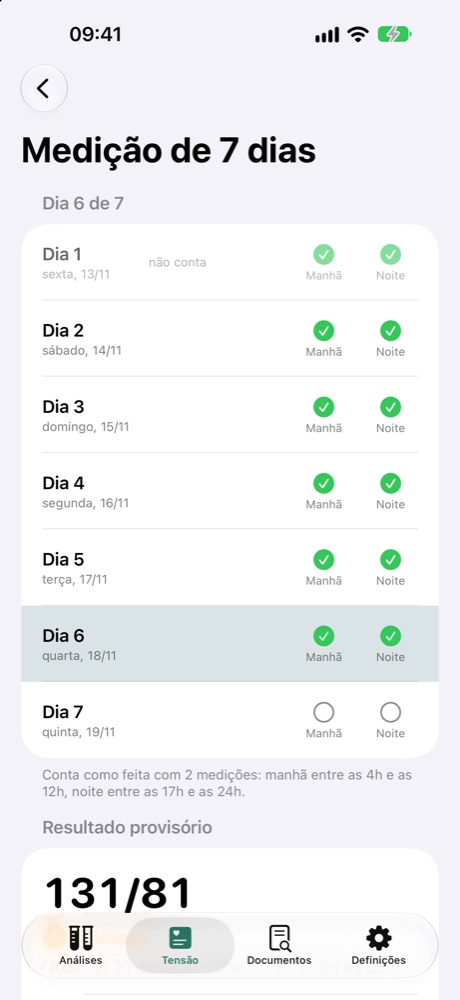 09:41
Medição de 7 dias
Dia 6 de 7
Dia 1
não conta
sexta, 13/11
Manhã
Noite
Dia 2
sábado, 14/11
Manhã
Noite
Dia 3
domingo, 15/11
Manhã
Noite
Dia 4
segunda, 16/11
Manhã
Noite
Dia 5
terça, 17/11
Manhã
Noite
Dia 6
quarta, 18/11
Manhã
Noite
Dia 7
quinta, 19/11
Manhã
Noite
Conta como feita com 2 medições: manhã entre as 4h e as
12h, noite entre as 17h e as 24h.
Resultado provisório
131/81
Análises
Tensão
Documentos
Definições